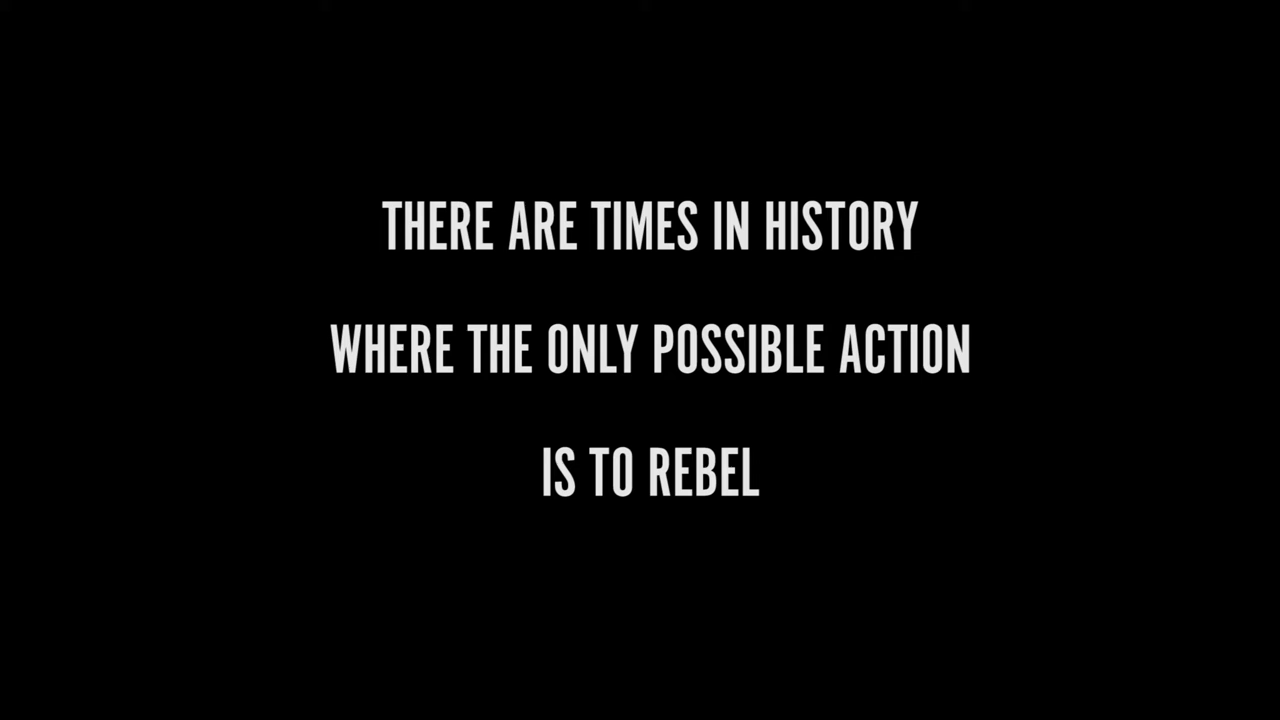 THERE ARE TIMES IN HISTORY
WHERE THE ONLY POSSIBLE ACTION
IS TO REBEL